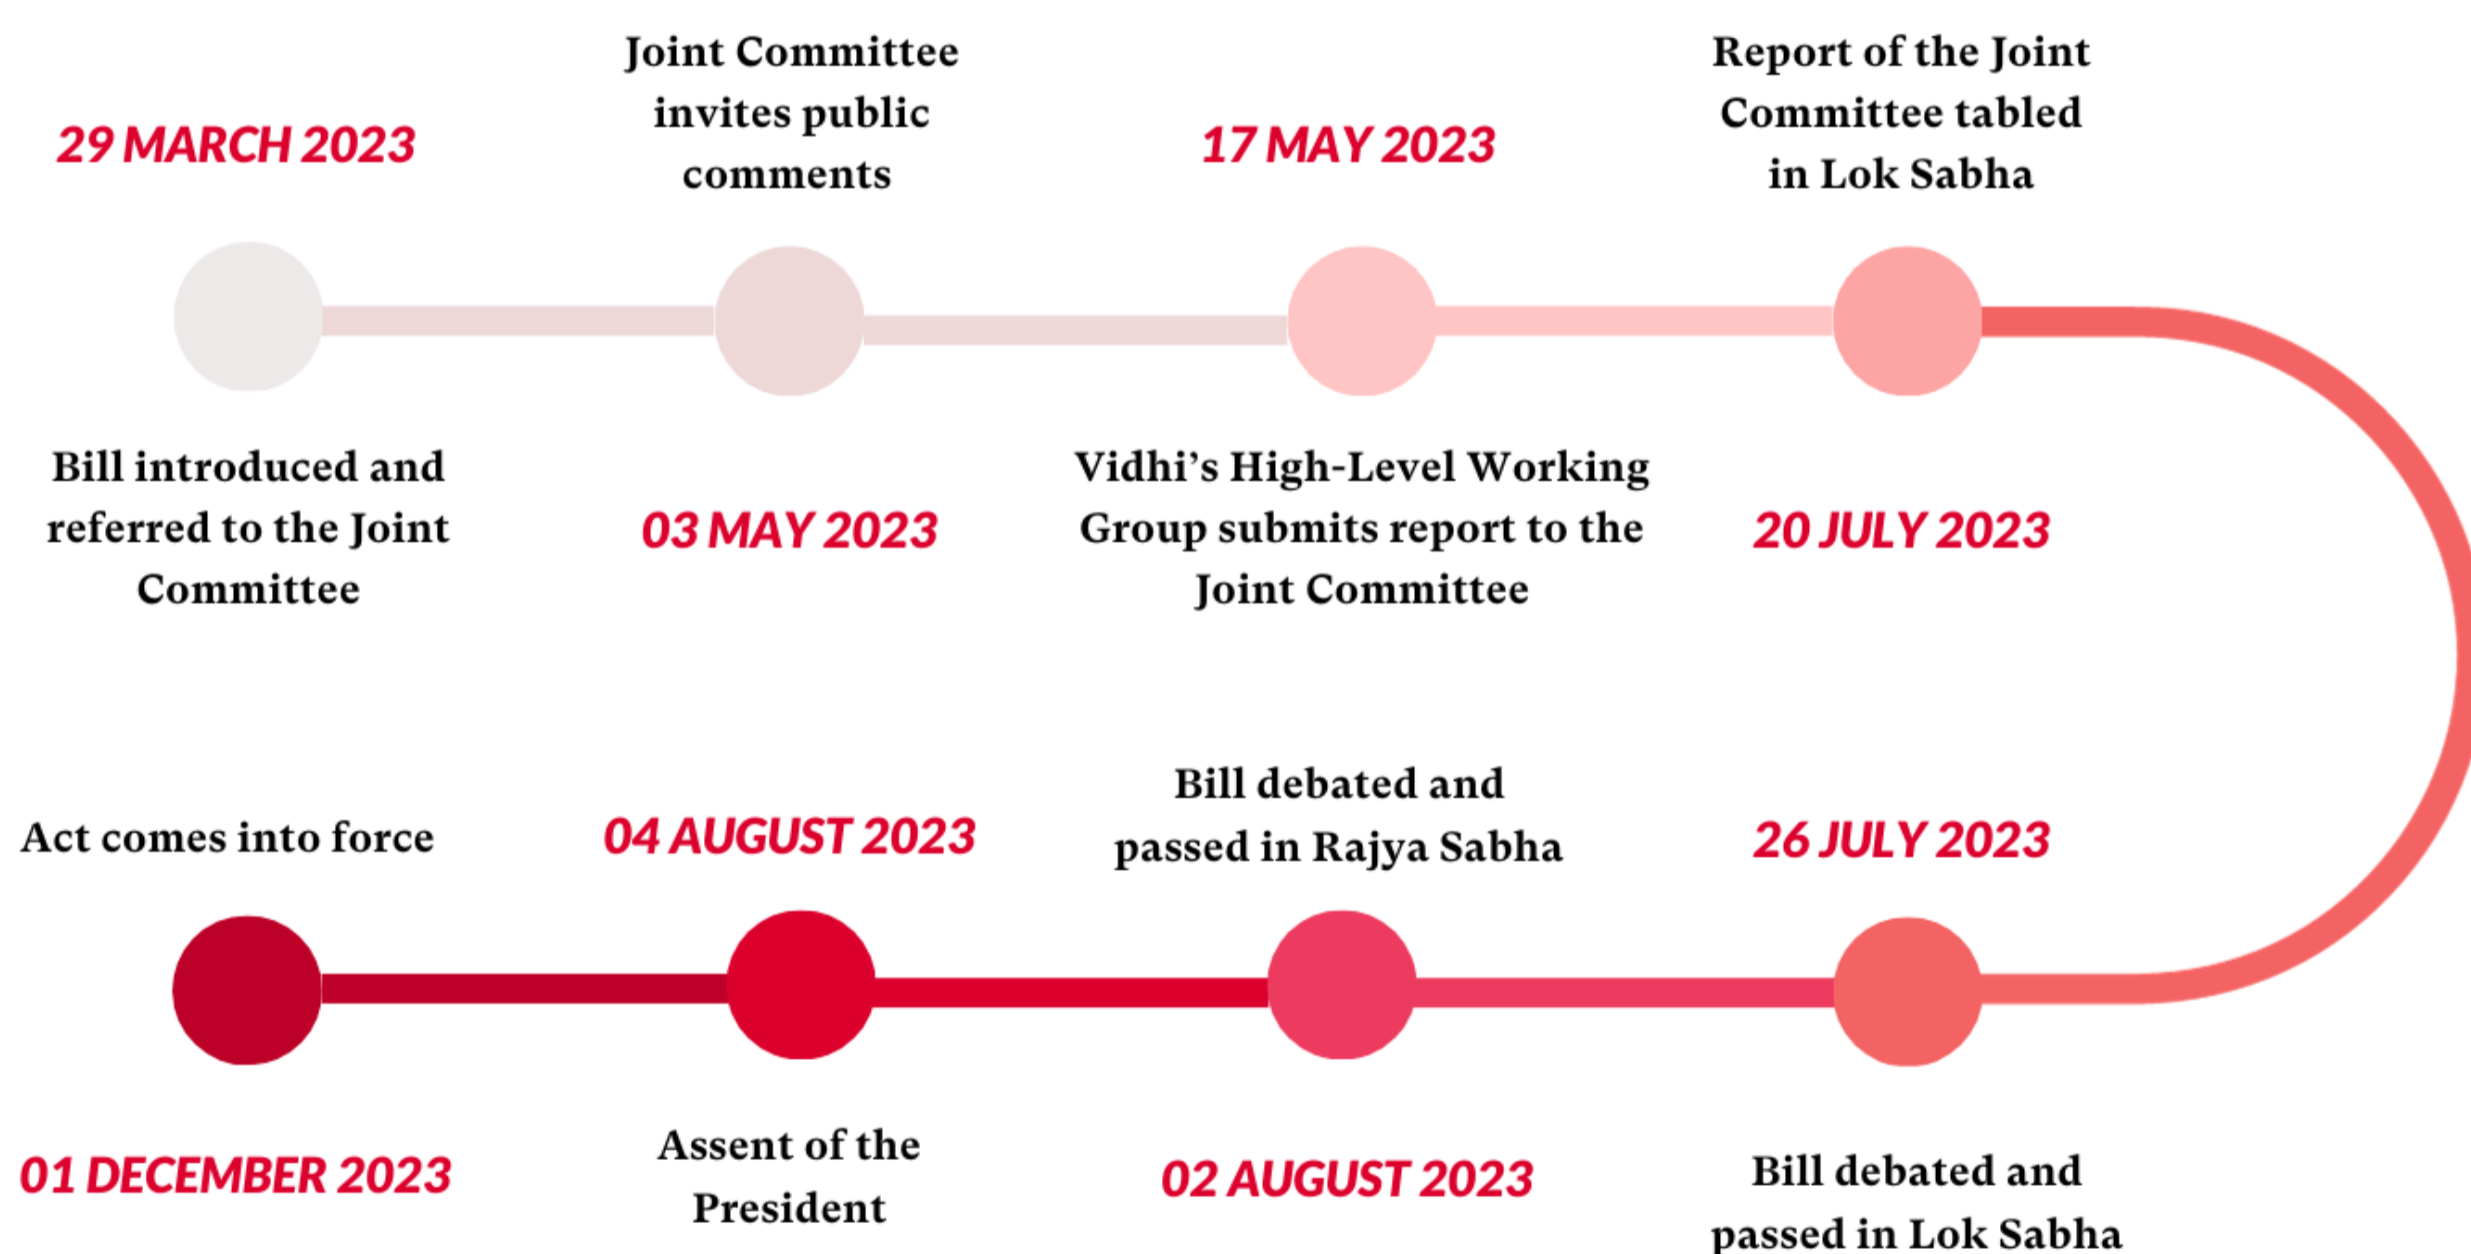 29 MARCH 2023
Bill introduced and
referred to the Joint
Committee
Joint Committee
invites public
comments
03 MAY 2023
17 MAY 2023
Vidhi’s High-Level Working
Group submits report to the
Joint Committee
Report of the Joint
Committee tabled
in Lok Sabha
20 JULY 2023
26 JULY 2023
Bill debated and
passed in Lok Sabha
Bill debated and
passed in Rajya Sabha
02 AUGUST 2023
04 AUGUST 2023
Assent of the
President
Act comes into force
01 DECEMBER 2023